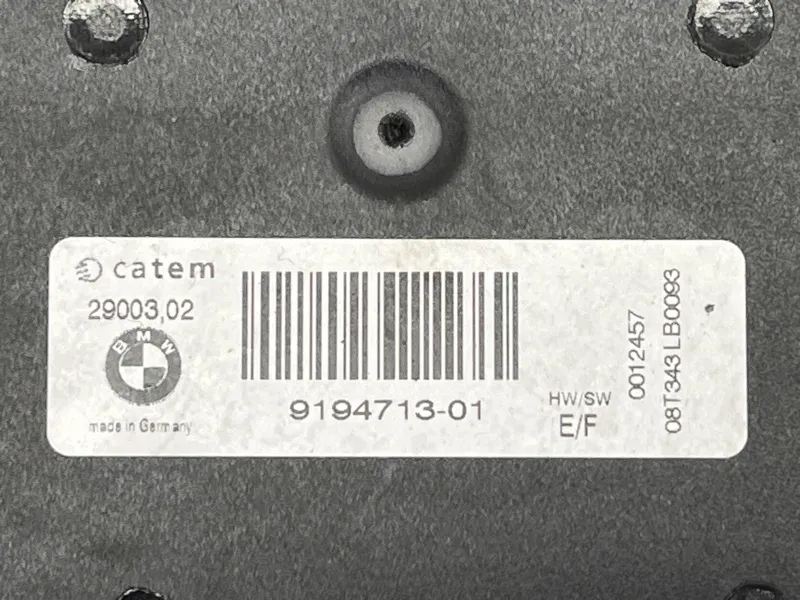 catem
29003,02
BMW
made in Germany
9194713-01
HW/SW
E/F
0012457
08T343 LB0093